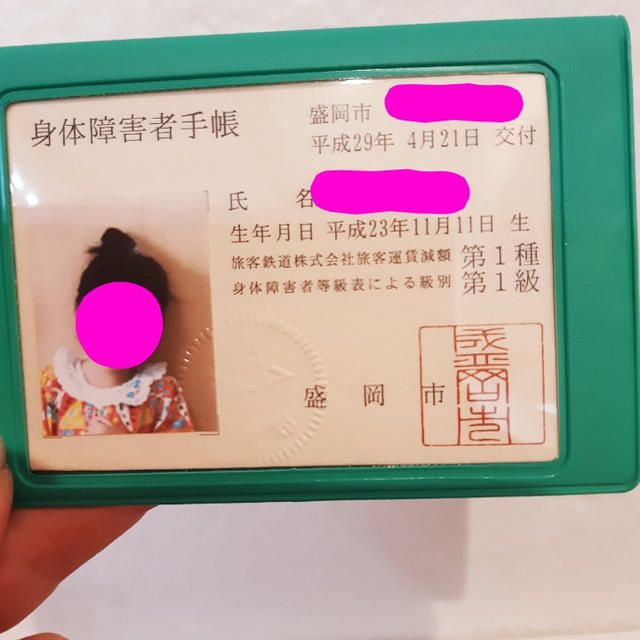 身体障害者手帳
盛岡市
平成29年 4月21日 交付
氏 名
生年月日 平成23年11月11日 生
旅客鉄道株式会社旅客運賃減額 第1種
身体障害者等級表による級別 第1級
盛 岡 市
盛岡市